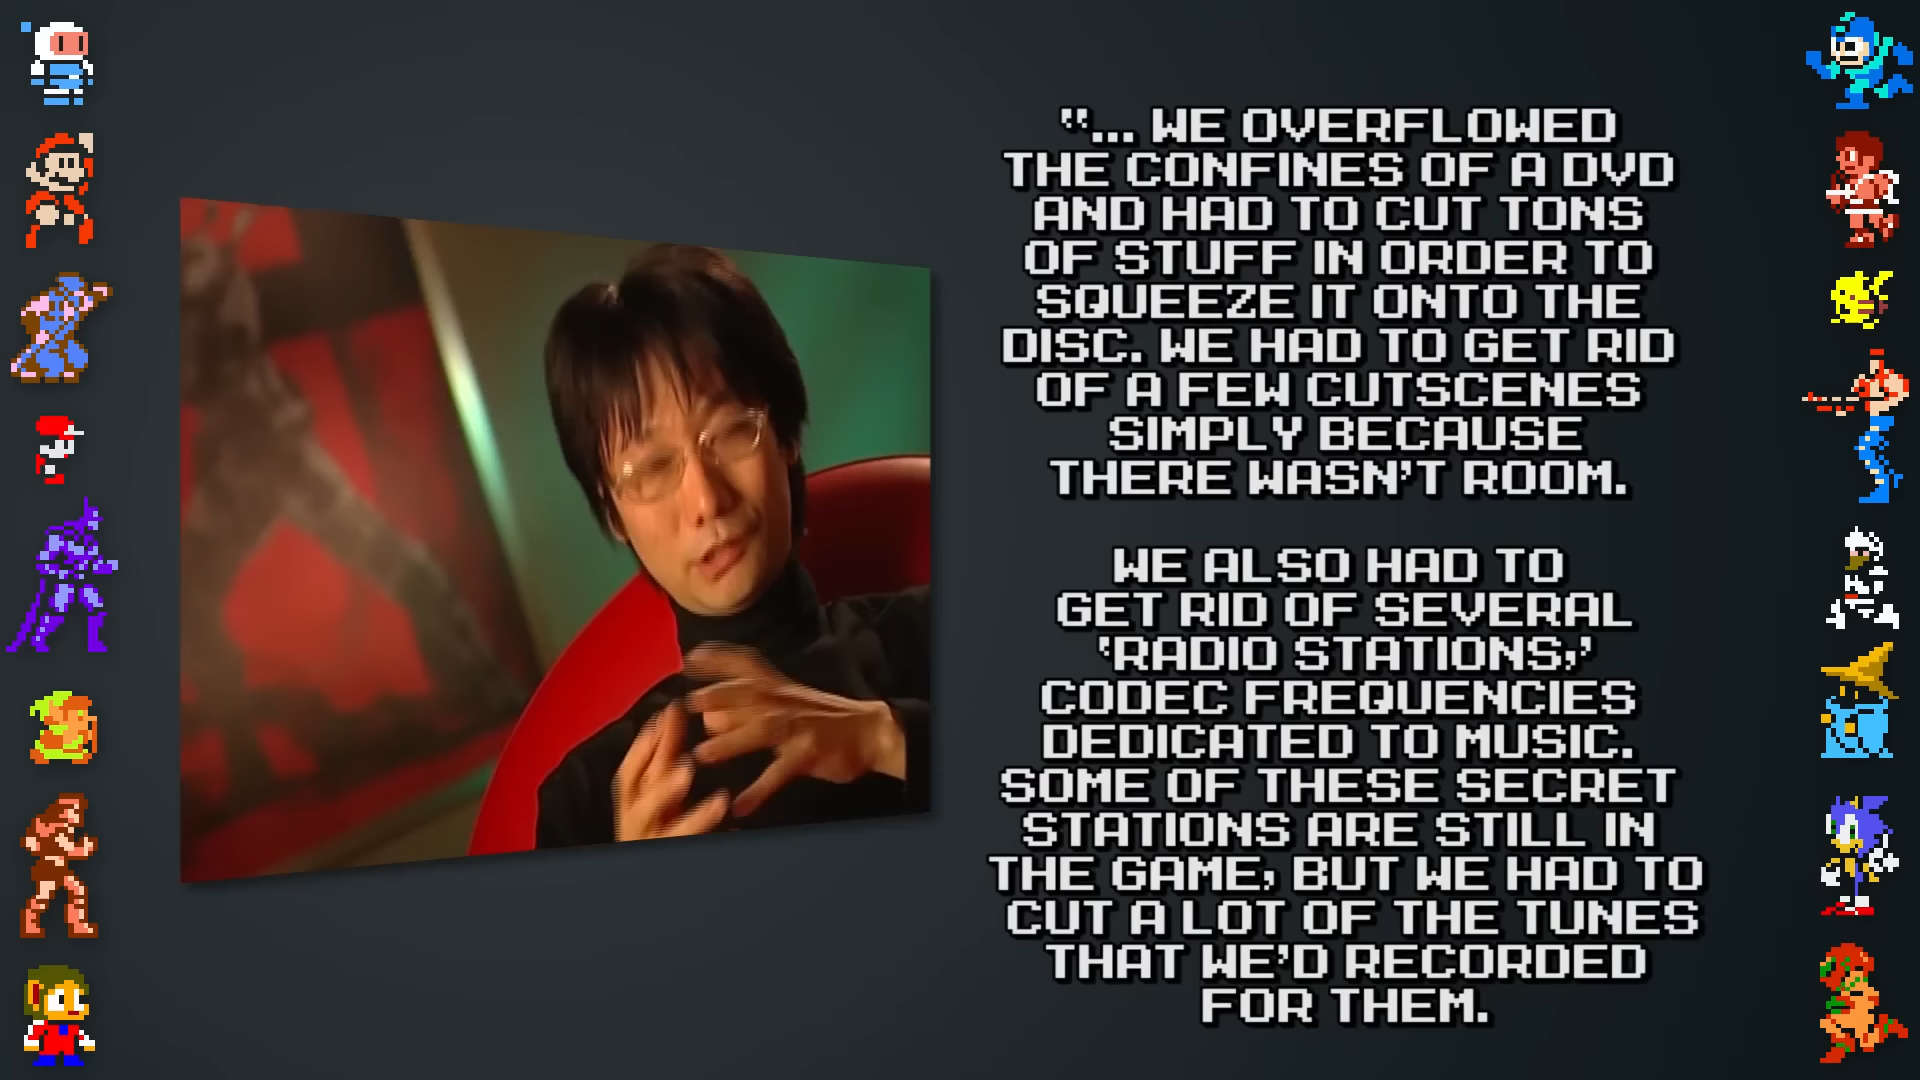 "... WE OVERFLOWED
THE CONFINES OF A DVD
AND HAD TO CUT TONS
OF STUFF IN ORDER TO
SQUEEZE IT ONTO THE
DISC. WE HAD TO GET RID
OF A FEW CUTSCENES
SIMPLY BECAUSE
THERE WASN'T ROOM.
WE ALSO HAD TO
GET RID OF SEVERAL
'RADIO STATIONS,'
CODEC FREQUENCIES
DEDICATED TO MUSIC.
SOME OF THESE SECRET
STATIONS ARE STILL IN
THE GAME, BUT WE HAD TO
CUT A LOT OF THE TUNES
THAT WE'D RECORDED
FOR THEM.